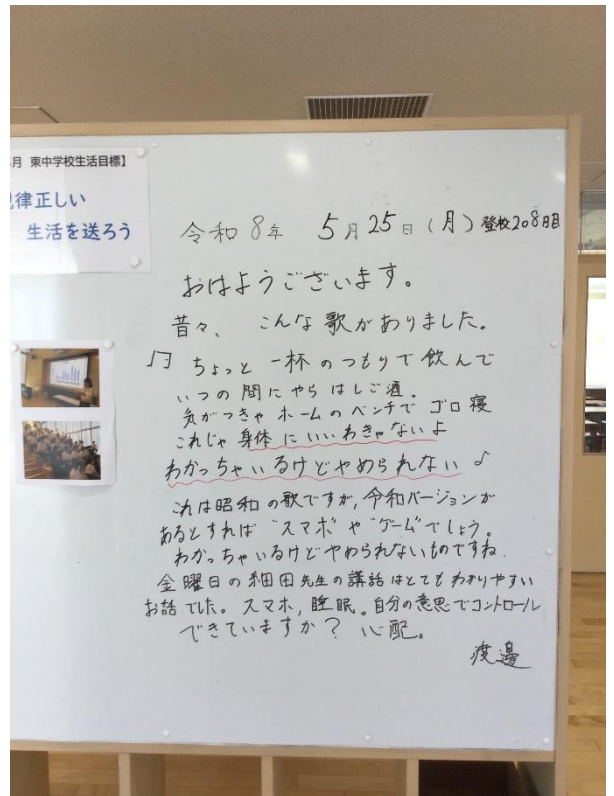 月 東中学校生活目標】
律正しい
生活を送ろう
令和8年 5月25日(月)登校208日目
おはようございます。
昔々、こんな歌がありました。
♫ ちょっと一杯のつもりで飲んで
いつの間にやらはしご酒。
気がつきゃホームのベンチでゴロ寝
これじゃ身体にいいわきゃないよ
わかっちゃいるけどやめられない♪
これは昭和の歌ですが,令和バージョンが
あるとすれば"スマホ"や"ゲーム"でしょう。
わかっちゃいるけどやめられないものですね.
金曜日の細田先生の講話はとてもわかりやすい
お話でした。スマホ,睡眠。自分の意思でコントロール
できていますか?心配。
渡邊